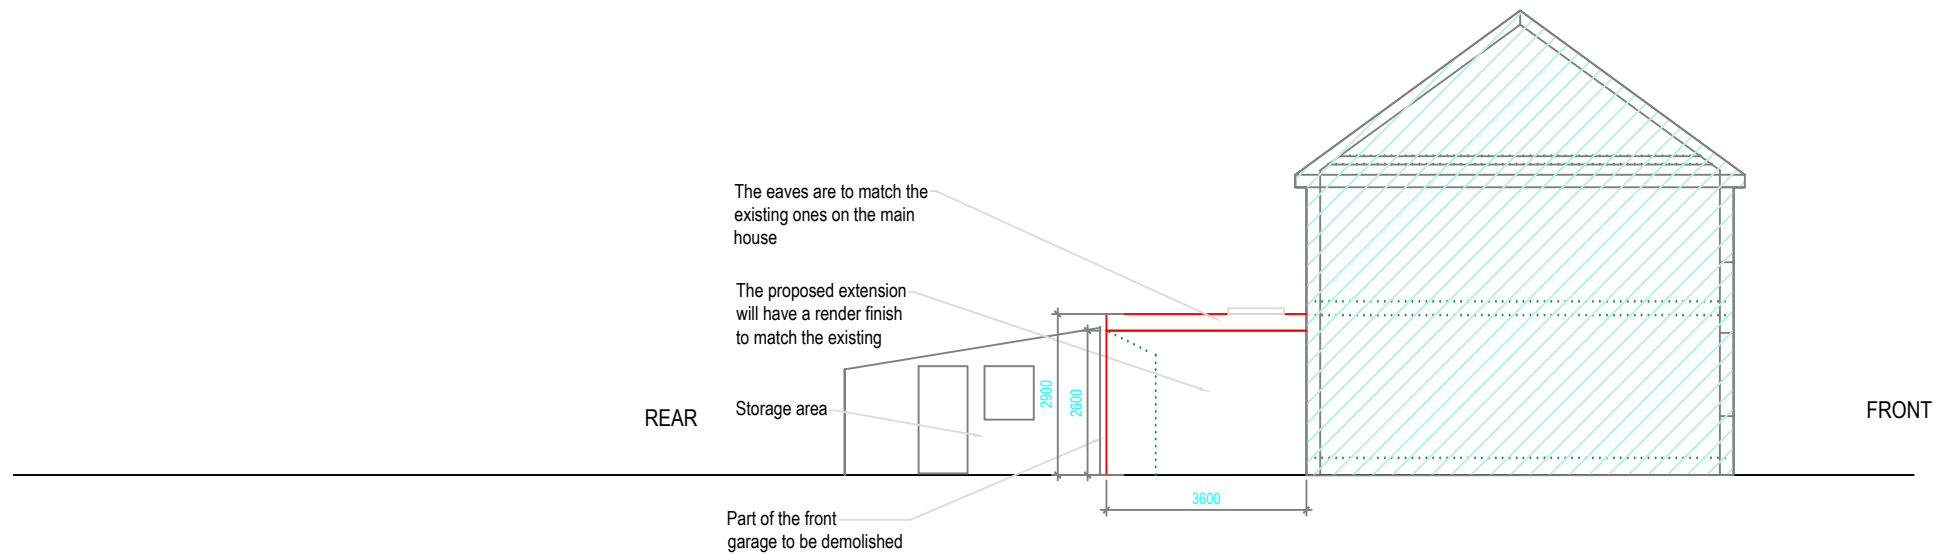 The eaves are to match the
existing ones on the main
house
The proposed extension
will have a render finish
to match the existing
2900
2600
Storage area
REAR
FRONT
3600
Part of the front
garage to be demolished